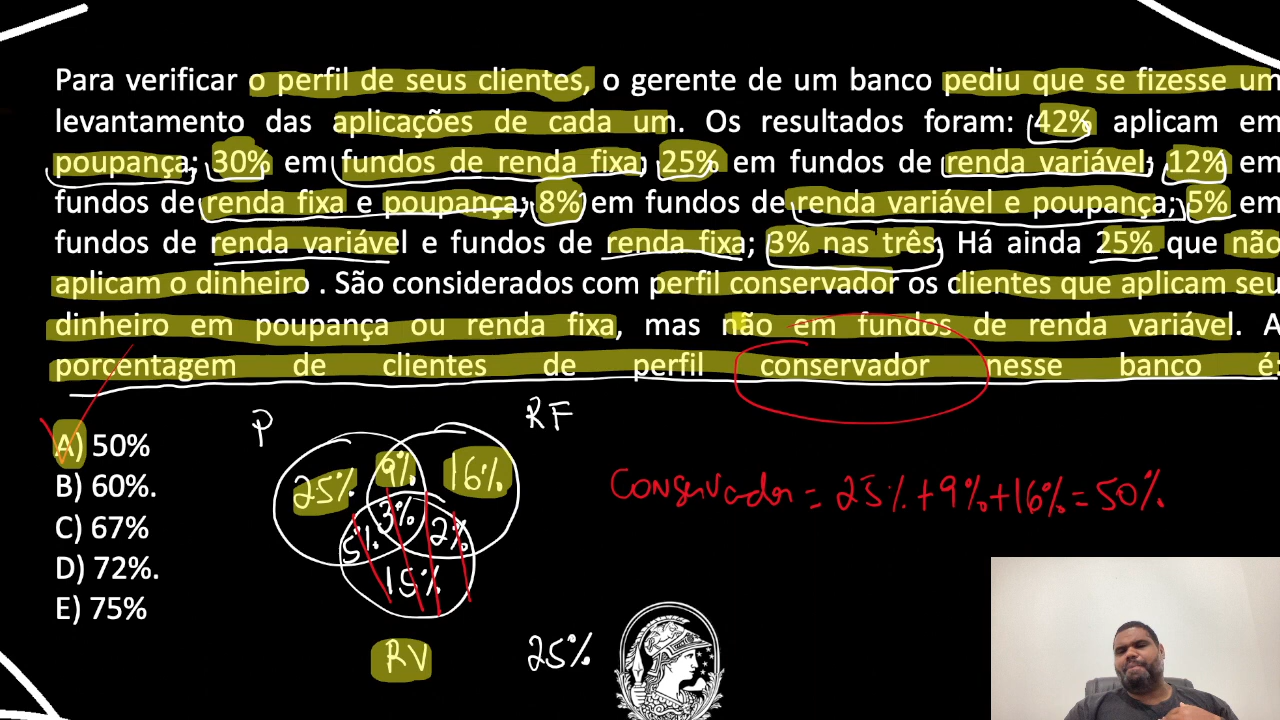 Para verificar o perfil de seus clientes, o gerente de um banco pediu que se fizesse um
levantamento das aplicações de cada um. Os resultados foram: 42% aplicam em
poupança; 30% em fundos de renda fixa; 25% em fundos de renda variável; 12% em
fundos de renda fixa e poupança; 8% em fundos de renda variável e poupança; 5% em
fundos de renda variável e fundos de renda fixa; 3% nas três. Há ainda 25% que não
aplicam o dinheiro . São considerados com perfil conservador os clientes que aplicam seu
dinheiro em poupança ou renda fixa, mas não em fundos de renda variável. A
porcentagem de clientes de perfil conservador nesse banco é:
A) 50%
B) 60%.
C) 67%
D) 72%.
E) 75%
P
RF
25% 9% 16%
3%
5% 2%
15%
RV
25%
Conservador = 25% + 9% + 16% = 50%